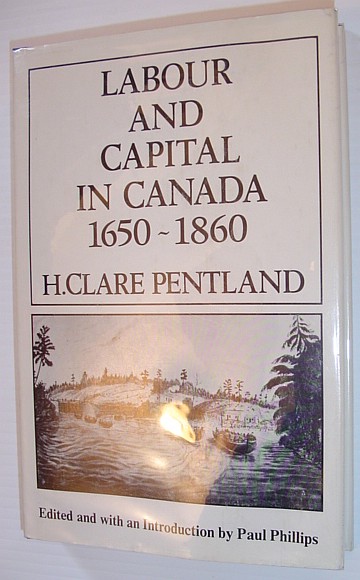 LABOUR
AND
CAPITAL
IN CANADA
1650~1860
H.CLARE PENTLAND
Edited and with an Introduction by Paul Phillips